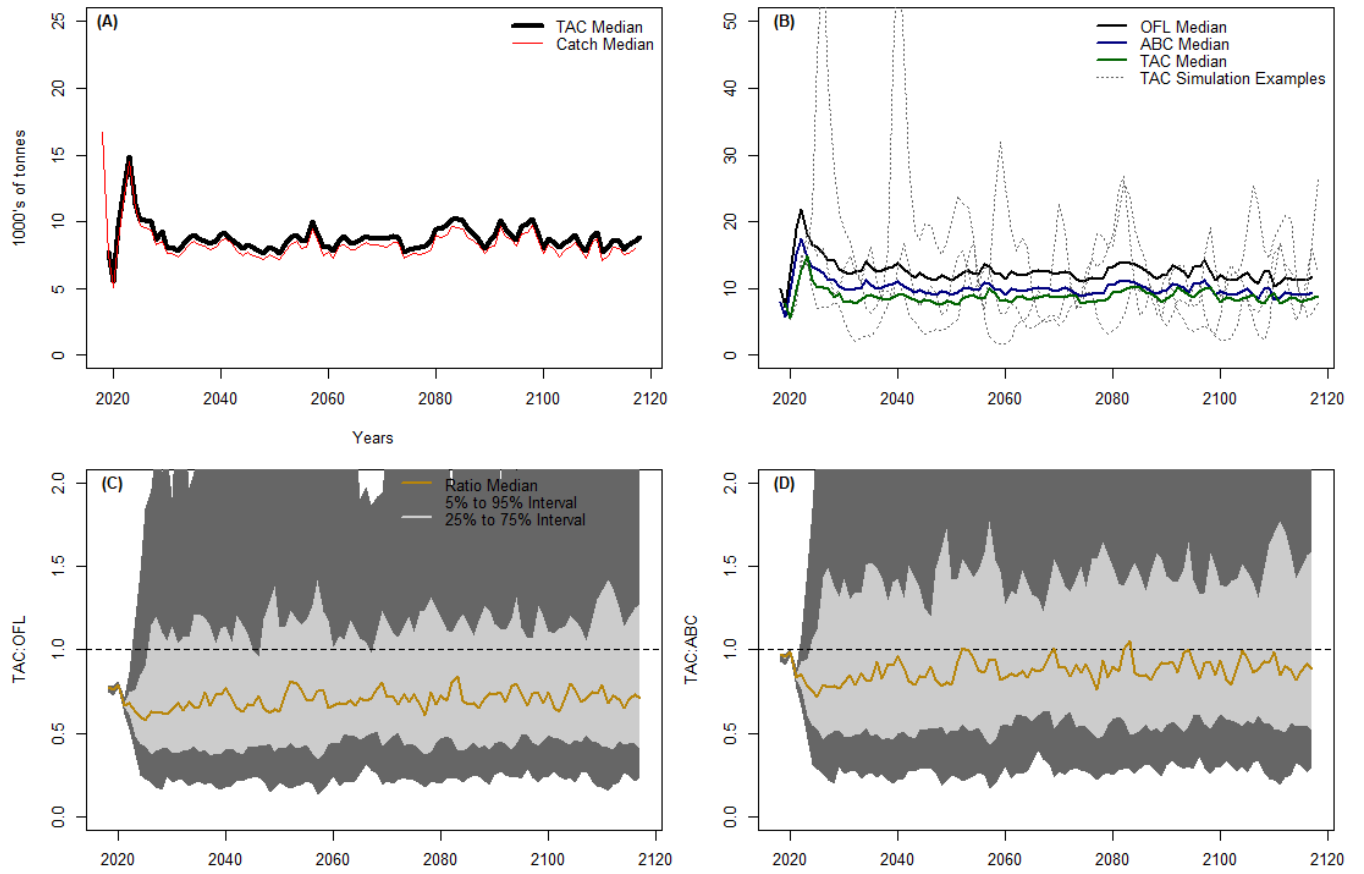 (A)
TAC Median
Catch Median
25
20
15
10
5
0
1000's of tonnes
2020 2040 2060 2080 2100 2120
Years
(B)
OFL Median
ABC Median
TAC Median
TAC Simulation Examples
50
40
30
20
10
0
2020 2040 2060 2080 2100 2120
(C)
Ratio Median
5% to 95% Interval
25% to 75% Interval
2.0
1.5
1.0
0.5
0.0
TAC:OFL
2020 2040 2060 2080 2100 2120
(D)
2.0
1.5
1.0
0.5
0.0
TAC:ABC
2020 2040 2060 2080 2100 2120